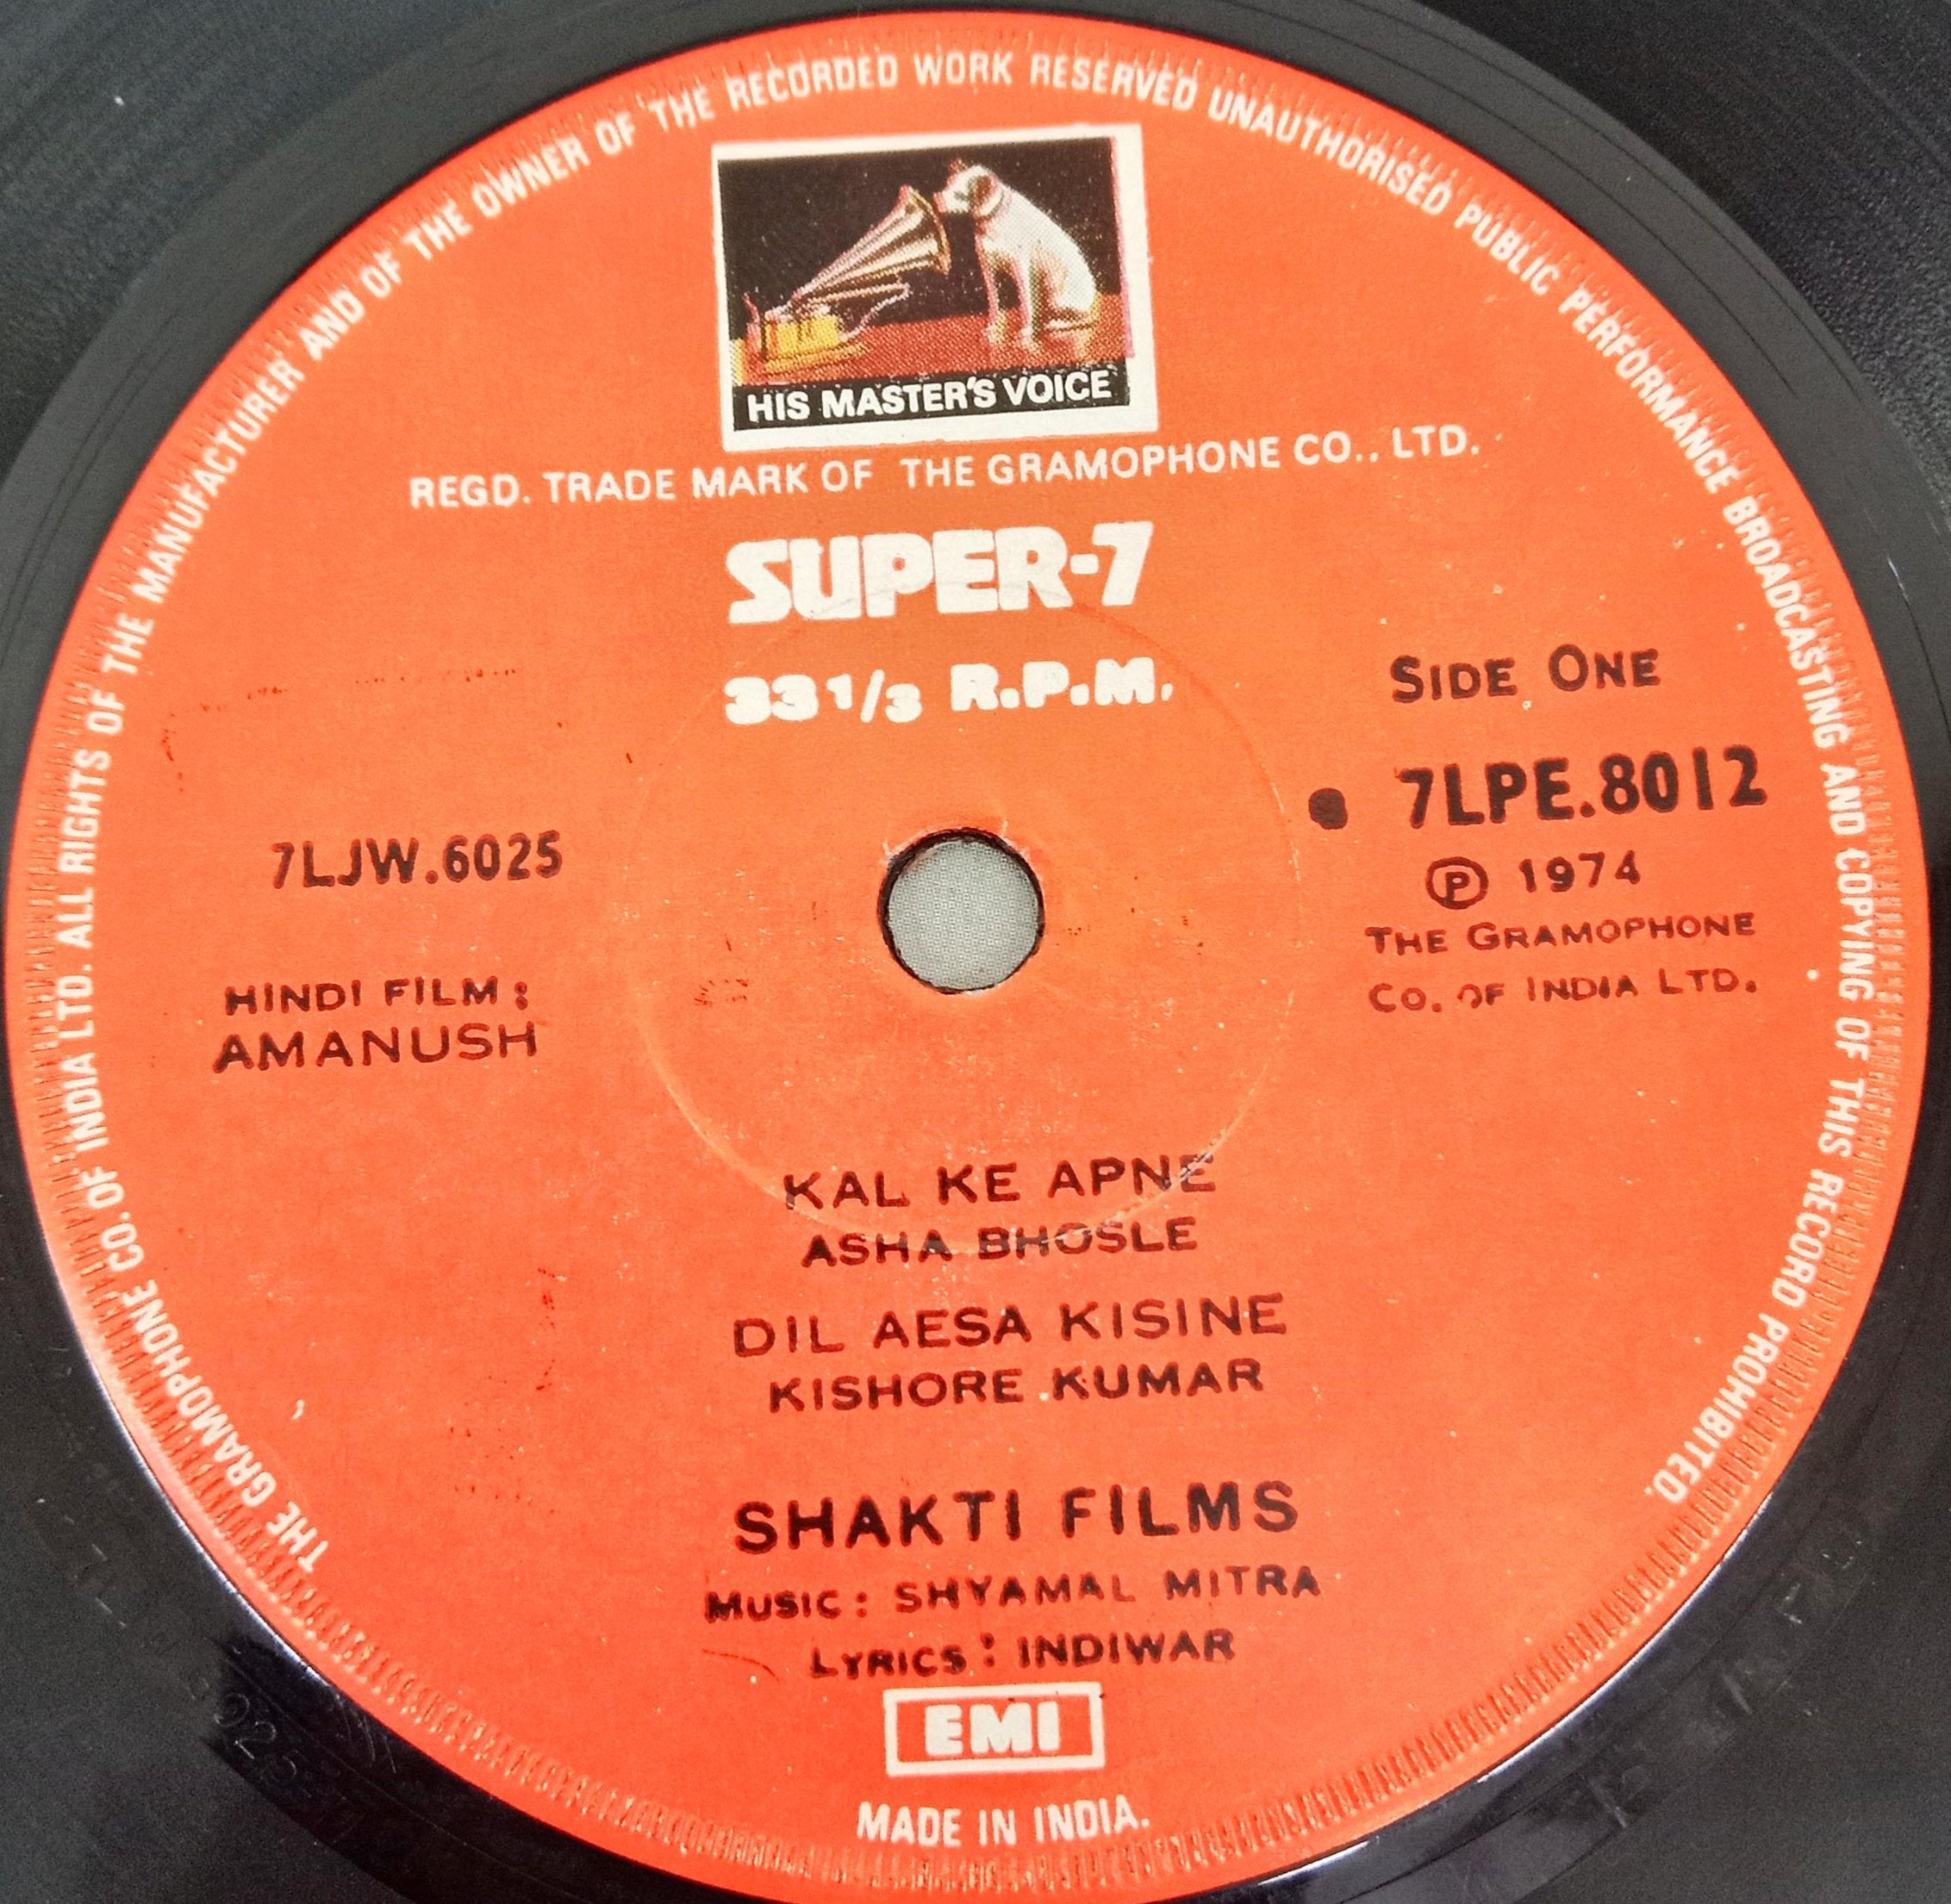 THE GRAMOPHONE CO. OF INDIA LTD. ALL RIGHTS OF THE MANUFACTURER AND OF THE OWNER OF THE RECORDED WORK RESERVED UNAUTHORISED PUBLIC PERFORMANCE BROADCASTING AND COPYING OF THIS RECORD PROHIBITED.
HIS MASTER'S VOICE
REGD. TRADE MARK OF THE GRAMOPHONE CO., LTD.
SUPER-7
33 1/3 R.P.M.
SIDE ONE
7LPE.8012
Ⓟ 1974
THE GRAMOPHONE
CO. OF INDIA LTD.
7LJW.6025
HINDI FILM :
AMANUSH
KAL KE APNE
ASHA BHOSLE
DIL AESA KISINE
KISHORE KUMAR
SHAKTI FILMS
MUSIC : SHYAMAL MITRA
LYRICS : INDIWAR
EMI
MADE IN INDIA.